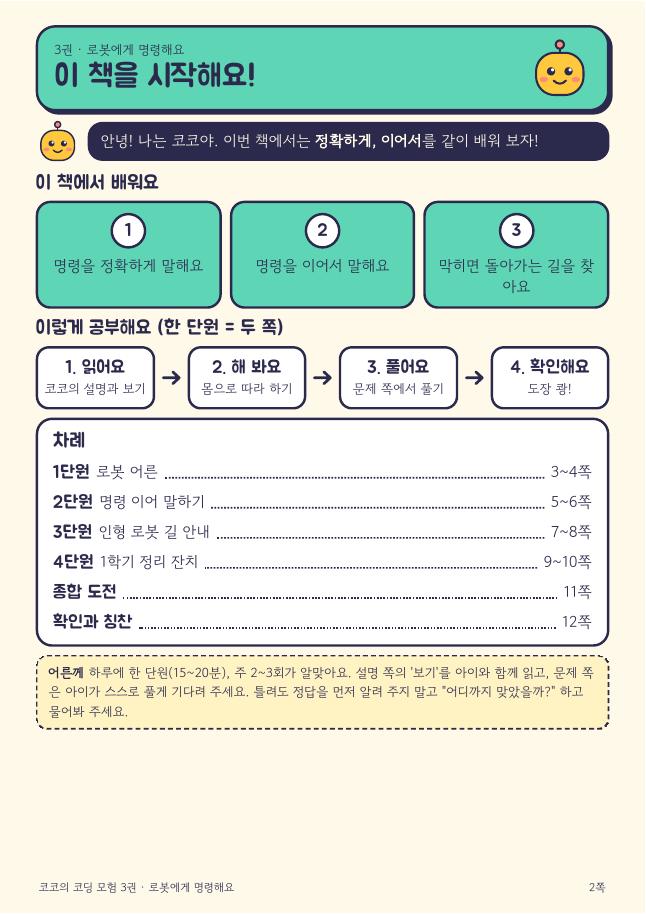 3권 · 로봇에게 명령해요
이 책을 시작해요!
안녕! 나는 코코야. 이번 책에서는 정확하게, 이어서를 같이 배워 보자!
이 책에서 배워요
1
명령을 정확하게 말해요
2
명령을 이어서 말해요
3
막히면 돌아가는 길을 찾
아요
이렇게 공부해요 (한 단원 = 두 쪽)
1. 읽어요
코코의 설명과 보기
→
2. 해 봐요
몸으로 따라 하기
→
3. 풀어요
문제 쪽에서 풀기
→
4. 확인해요
도장 쾅!
차례
1단원 로봇 어른 3~4쪽
2단원 명령 이어 말하기 5~6쪽
3단원 인형 로봇 길 안내 7~8쪽
4단원 1학기 정리 잔치 9~10쪽
종합 도전 11쪽
확인과 칭찬 12쪽
어른께 하루에 한 단원(15~20분), 주 2~3회가 알맞아요. 설명 쪽의 '보기'를 아이와 함께 읽고, 문제 쪽
은 아이가 스스로 풀게 기다려 주세요. 틀려도 정답을 먼저 알려 주지 말고 "어디까지 맞았을까?" 하고
물어봐 주세요.
코코의 코딩 모험 3권 · 로봇에게 명령해요
2쪽